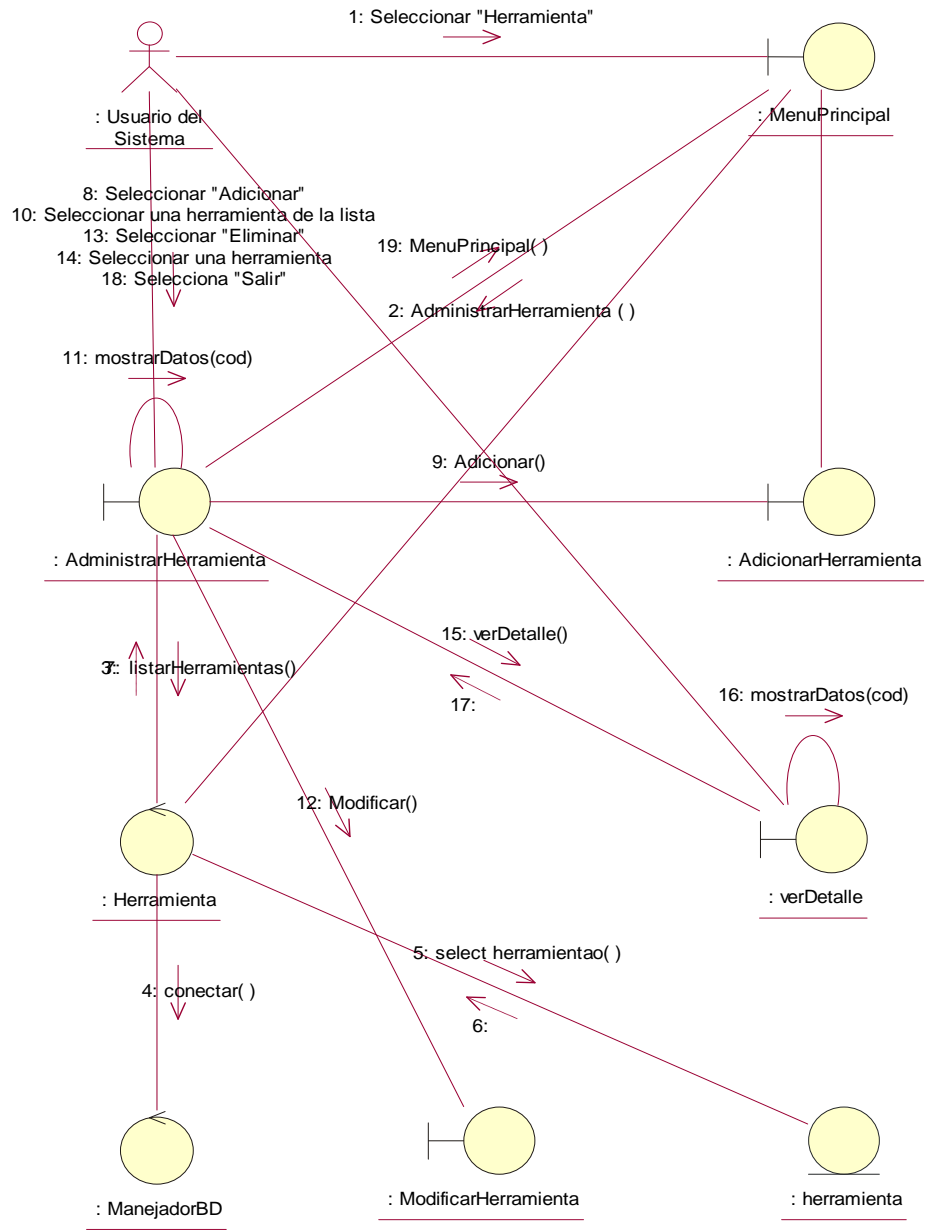 1: Seleccionar "Herramienta"
: Usuario del
Sistema
: MenuPrincipal
8: Seleccionar "Adicionar"
10: Seleccionar una herramienta de la lista
13: Seleccionar "Eliminar"
14: Seleccionar una herramienta
18: Selecciona "Salir"
19: MenuPrincipal( )
2: AdministrarHerramienta ( )
11: mostrarDatos(cod)
9: Adicionar()
: AdministrarHerramienta
: AdicionarHerramienta
15: verDetalle()
3: listarHerramientas()
7:
17:
16: mostrarDatos(cod)
12: Modificar()
: Herramienta
: verDetalle
5: select herramientao( )
4: conectar( )
6:
: ManejadorBD
: ModificarHerramienta
: herramienta